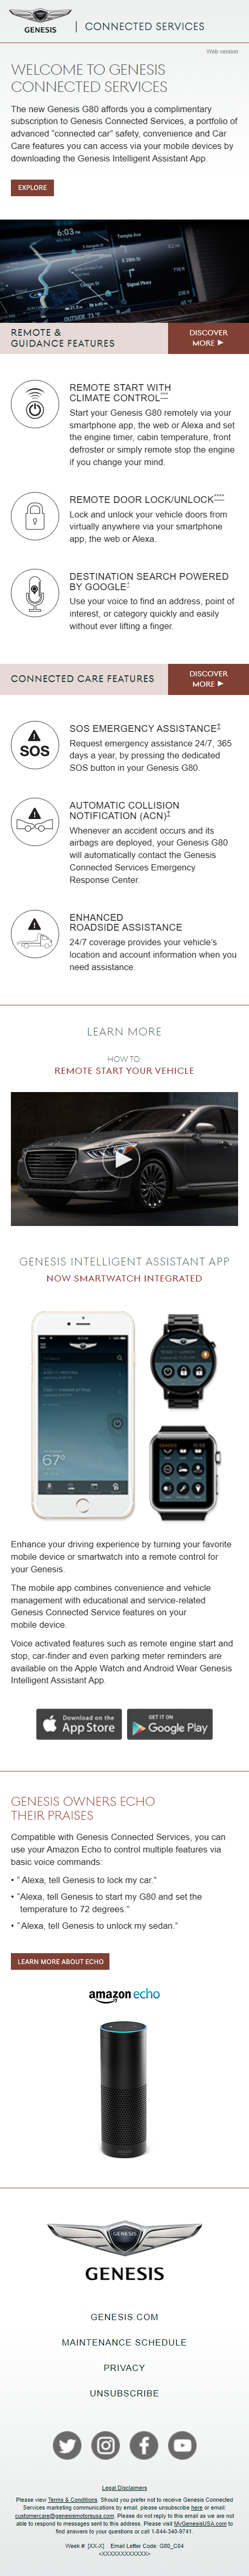 GENESIS
CONNECTED SERVICES
Web version
WELCOME TO GENESIS
CONNECTED SERVICES
The new Genesis G80 affords you a complimentary
subscription to Genesis Connected Services, a portfolio of
advanced "connected car" safety, convenience and Car
Care features you can access via your mobile devices by
downloading the Genesis Intelligent Assistant App.
EXPLORE
6:03
Temple Ave
Signal Pkwy
OUTSIDE 73 °F
REMOTE &
GUIDANCE FEATURES
DISCOVER
MORE ▶
REMOTE START WITH
CLIMATE CONTROL***
Start your Genesis G80 remotely via your
smartphone app, the web or Alexa and set
the engine timer, cabin temperature, front
defroster or simply remote stop the engine
if you change your mind.
REMOTE DOOR LOCK/UNLOCK****
Lock and unlock your vehicle doors from
virtually anywhere via your smartphone
app, the web or Alexa.
DESTINATION SEARCH POWERED
BY GOOGLE
Use your voice to find an address, point of
interest, or category quickly and easily
without ever lifting a finger.
CONNECTED CARE FEATURES
DISCOVER
MORE ▶
SOS
SOS EMERGENCY ASSISTANCE‡
Request emergency assistance 24/7, 365
days a year, by pressing the dedicated
SOS button in your Genesis G80.
AUTOMATIC COLLISION
NOTIFICATION (ACN)‡
Whenever an accident occurs and its
airbags are deployed, your Genesis G80
will automatically contact the Genesis
Connected Services Emergency
Response Center.
ENHANCED
ROADSIDE ASSISTANCE
24/7 coverage provides your vehicle's
location and account information when you
need assistance.
LEARN MORE
HOW TO:
REMOTE START YOUR VEHICLE
GENESIS INTELLIGENT ASSISTANT APP
NOW SMARTWATCH INTEGRATED
67°
Enhance your driving experience by turning your favorite
mobile device or smartwatch into a remote control for
your Genesis.
The mobile app combines convenience and vehicle
management with educational and service-related
Genesis Connected Service features on your
mobile device.
Voice activated features such as remote engine start and
stop, car-finder and even parking meter reminders are
available on the Apple Watch and Android Wear Genesis
Intelligent Assistant App.
Download on the
App Store
GET IT ON
Google Play
GENESIS OWNERS ECHO
THEIR PRAISES
Compatible with Genesis Connected Services, you can
use your Amazon Echo to control multiple features via
basic voice commands:
• "Alexa, tell Genesis to lock my car."
• "Alexa, tell Genesis to start my G80 and set the
temperature to 72 degrees."
• "Alexa, tell Genesis to unlock my sedan."
LEARN MORE ABOUT ECHO
amazon echo
GENESIS
GENESIS
GENESIS.COM
MAINTENANCE SCHEDULE
PRIVACY
UNSUBSCRIBE
Legal Disclaimers
Please view Terms & Conditions. Should you prefer not to receive Genesis Connected
Services marketing communications by email, please unsubscribe here or email:
customercare@genesismotorsusa.com. Please do not reply to this email as we are not
able to respond to messages sent to this address. Please visit MyGenesisUSA.com to
find answers to your questions or call 1-844-340-9741.
Week #: [XX-X] Email Letter Code: G80_C84
<XXXXXXXXXXXXX>